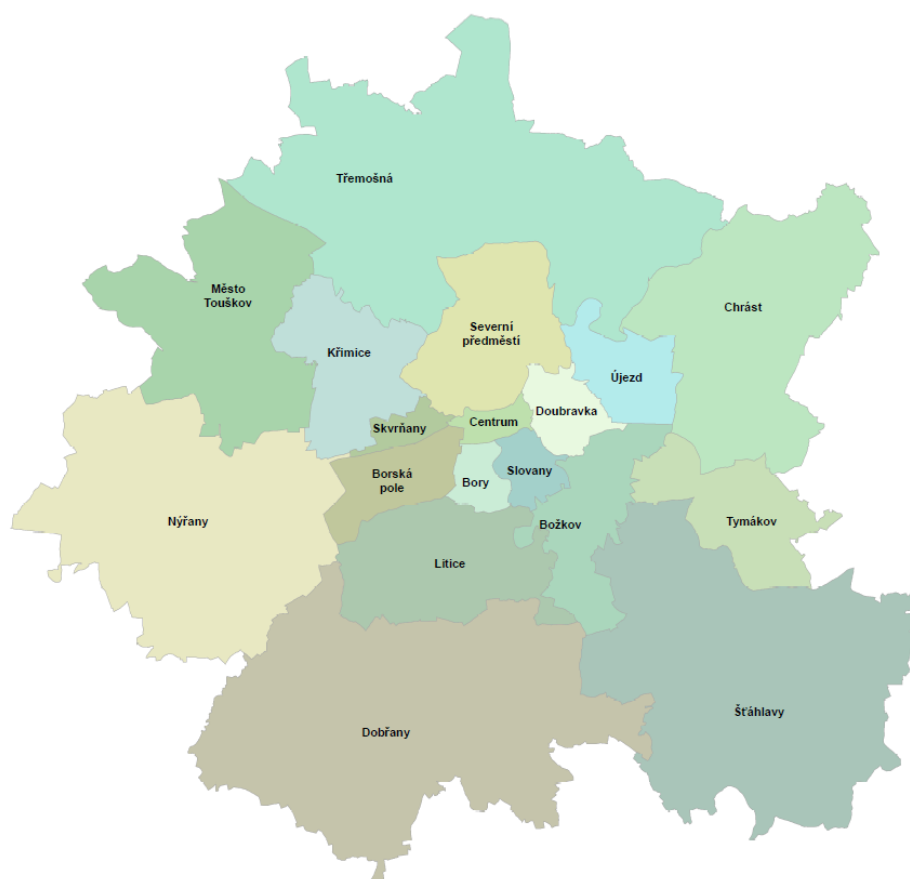 Třemošná
Město
Touškov
Chrást
Severní
předměstí
Křimice
Újezd
Doubravka
Centrum
Skvrňany
Borská
pole
Bory
Slovany
Nýřany
Božkov
Tymákov
Litice
Šťáhlavy
Dobřany